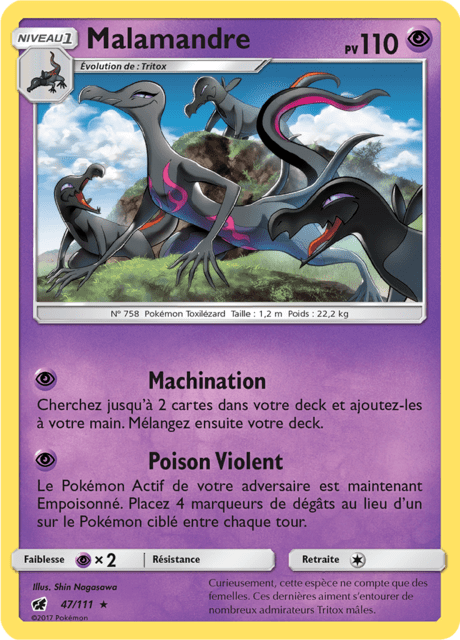 NIVEAU 1
Malamandre
PV 110
Évolution de : Tritox
N° 758 Pokémon Toxilézard Taille : 1,2 m Poids : 22,2 kg
Machination
Cherchez jusqu'à 2 cartes dans votre deck et ajoutez-les
à votre main. Mélangez ensuite votre deck.
Poison Violent
Le Pokémon Actif de votre adversaire est maintenant
Empoisonné. Placez 4 marqueurs de dégâts au lieu d'un
sur le Pokémon ciblé entre chaque tour.
Faiblesse ×2 Résistance Retraite
Illus. Shin Nagasawa
47/111 ★
©2017 Pokémon
Curieusement, cette espèce ne compte que des
femelles. Ces dernières aiment s'entourer de
nombreux admirateurs Tritox mâles.